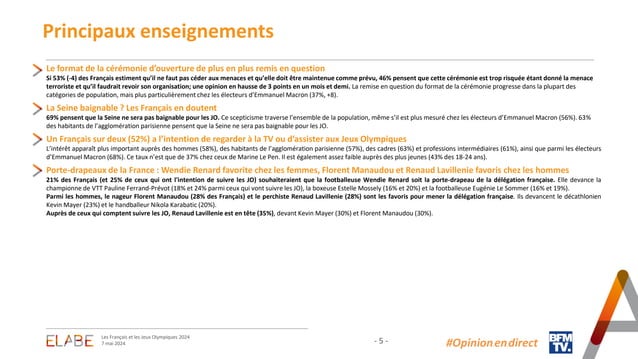 Principaux enseignements
Le format de la cérémonie d'ouverture de plus en plus remis en question
Si 53% (-4) des Français estiment qu'il ne faut pas céder aux menaces et qu'elle doit être maintenue comme prévu, 46% pensent que cette cérémonie est trop risquée étant donné la menace
terroriste et qu'il faudrait revoir son organisation; une opinion en hausse de 3 points en un mois et demi. La remise en question du format de la cérémonie progresse dans la plupart des
catégories de population, mais plus particulièrement chez les électeurs d'Emmanuel Macron (37%, +8).
La Seine baignable ? Les Français en doutent
69% pensent que la Seine ne sera pas baignable pour les JO. Ce scepticisme traverse l'ensemble de la population, même s'il est plus mesuré chez les électeurs d'Emmanuel Macron (56%). 63%
des habitants de l'agglomération parisienne pensent que la Seine ne sera pas baignable pour les JO.
Un Français sur deux (52%) a l'intention de regarder à la TV ou d'assister aux Jeux Olympiques
L'intérêt apparaît plus important auprès des hommes (58%), des habitants de l'agglomération parisienne (57%), des cadres (63%) et professions intermédiaires (61%), ainsi que parmi les électeurs
d'Emmanuel Macron (68%). Ce taux n'est que de 37% chez ceux de Marine Le Pen. Il est également assez faible auprès des plus jeunes (43% des 18-24 ans).
Porte-drapeaux de la France : Wendie Renard favorite chez les femmes, Florent Manaudou et Renaud Lavillenie favoris chez les hommes
21% des Français (et 25% de ceux qui ont l'intention de suivre les JO) souhaiteraient que la footballeuse Wendie Renard soit la porte-drapeau de la délégation française. Elle devance la
championne de VTT Pauline Ferrand-Prévot (18% et 24% parmi ceux qui vont suivre les JO), la boxeuse Estelle Mossely (16% et 20%) et la footballeuse Eugénie Le Sommer (16% et 19%).
Parmi les hommes, le nageur Florent Manaudou (28% des Français) et le perchiste Renaud Lavillenie (28%) sont les favoris pour mener la délégation française. Ils devancent le décathlonien
Kevin Mayer (23%) et le handballeur Nikola Karabatic (20%).
Auprès de ceux qui comptent suivre les JO, Renaud Lavillenie est en tête (35%), devant Kevin Mayer (30%) et Florent Manaudou (30%).
ELABE
Les Français et les Jeux Olympiques 2024
7 mai 2024
- 5 -
#Opinionendirect
BFM
TV.